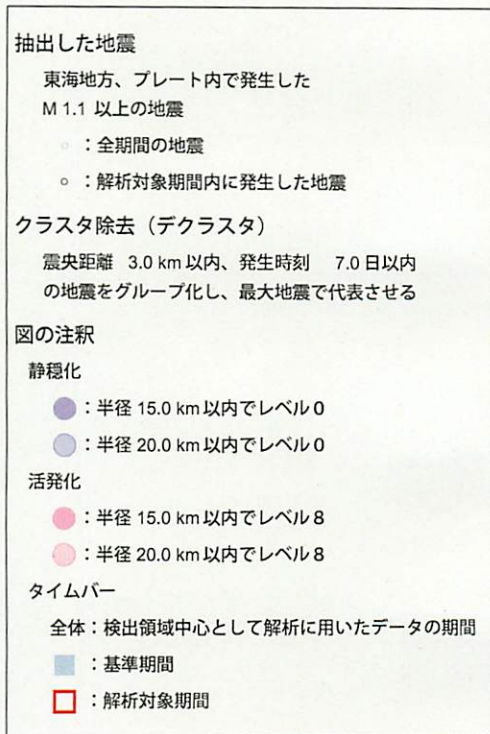 抽出した地震
東海地方、プレート内で発生した
M 1.1 以上の地震
：全期間の地震
：解析対象期間内に発生した地震
クラスタ除去（デクラスタ）
震央距離 3.0 km 以内、発生時刻 7.0 日以内
の地震をグループ化し、最大地震で代表させる
図の注釈
静穏化
：半径 15.0 km 以内でレベル 0
：半径 20.0 km 以内でレベル 0
活発化
：半径 15.0 km 以内でレベル 8
：半径 20.0 km 以内でレベル 8
タイムバー
全体：検出領域中心として解析に用いたデータの期間
：基準期間
：解析対象期間